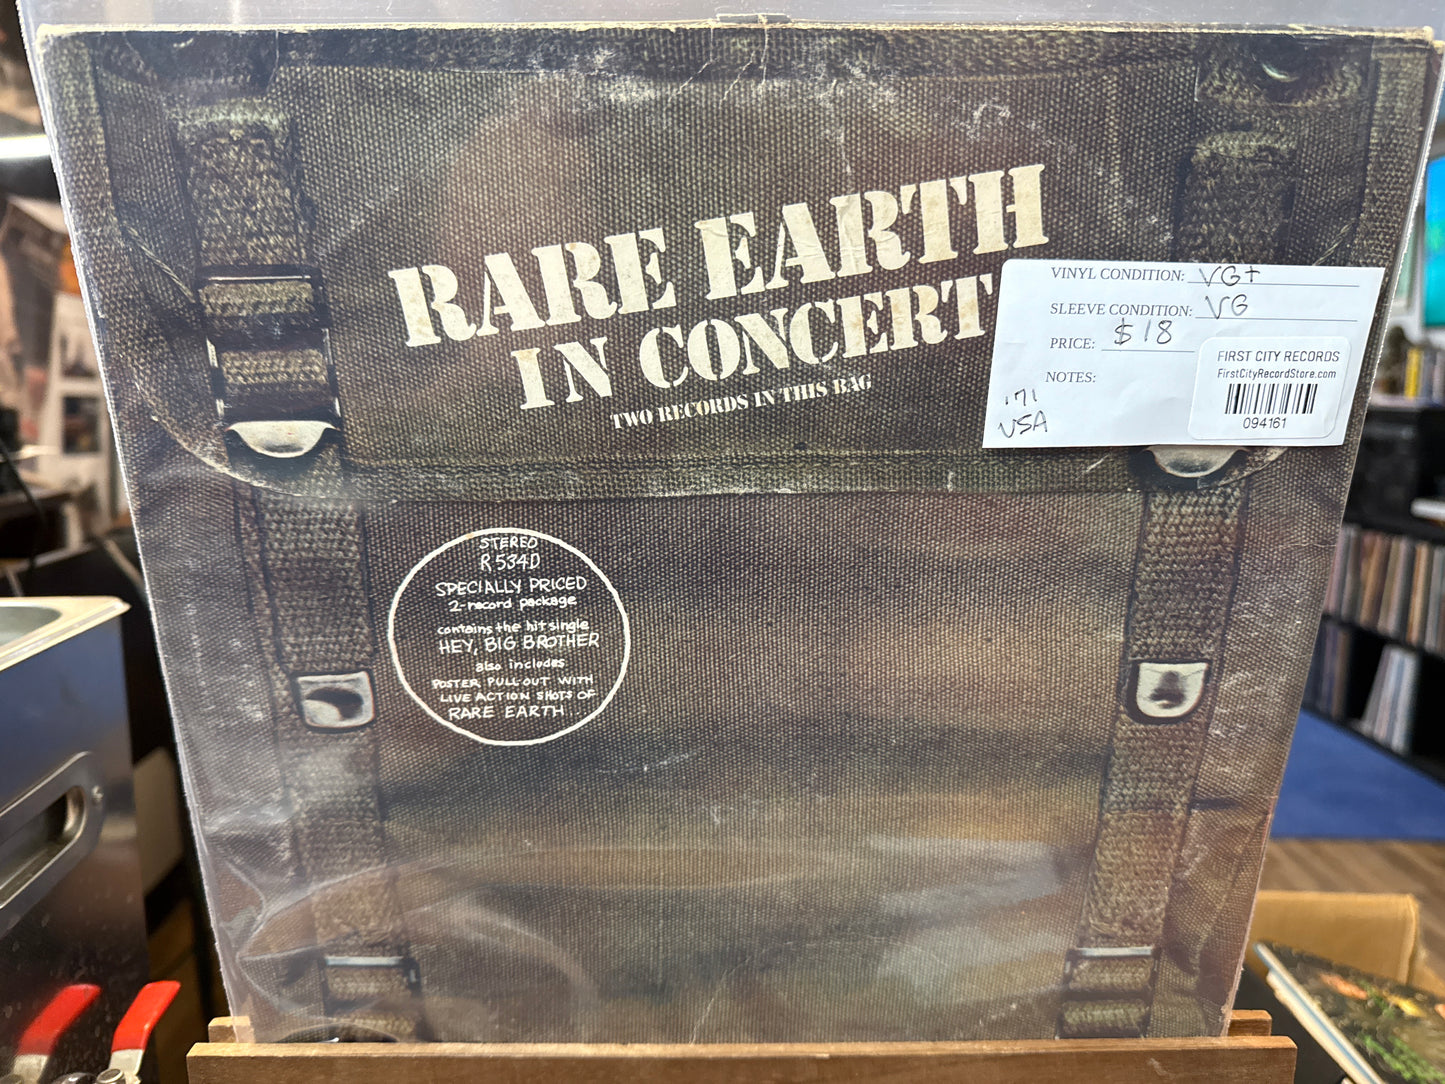 RARE EARTH
IN CONCERT
TWO RECORDS IN THIS BAG
VINYL CONDITION: VG+
SLEEVE CONDITION: VG
PRICE: $18
NOTES:
'71
USA
FIRST CITY RECORDS
FirstCityRecordStore.com
094161
STEREO
R534D
SPECIALLY PRICED
2-record package
contains the hit single
HEY, BIG BROTHER
also includes
POSTER PULL-OUT WITH
LIVE ACTION SHOTS OF
RARE EARTH...